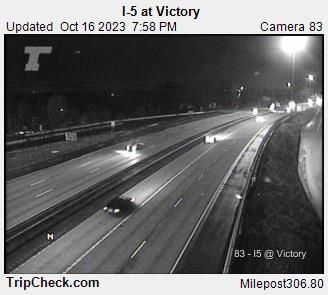 I-5 at Victory
Updated Oct 16 2023 7:58 PM Camera 83
T
N
83 - I5 @ Victory
TripCheck.com Milepost306.80